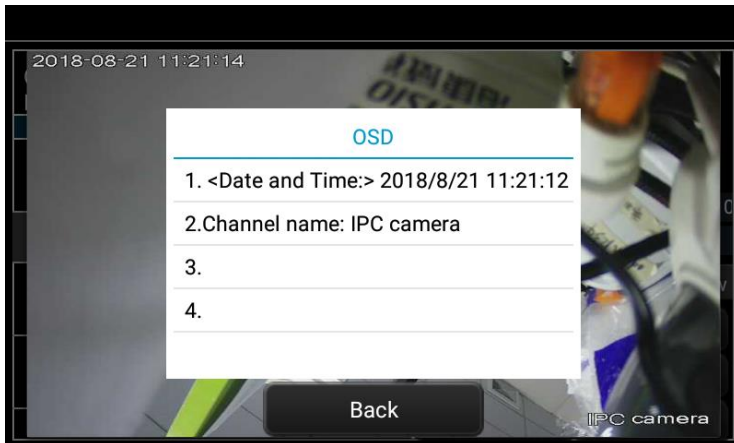 2018-08-21 11:21:14
OSD
1. <Date and Time:> 2018/8/21 11:21:12
2.Channel name: IPC camera
3.
4.
Back
IPC camera